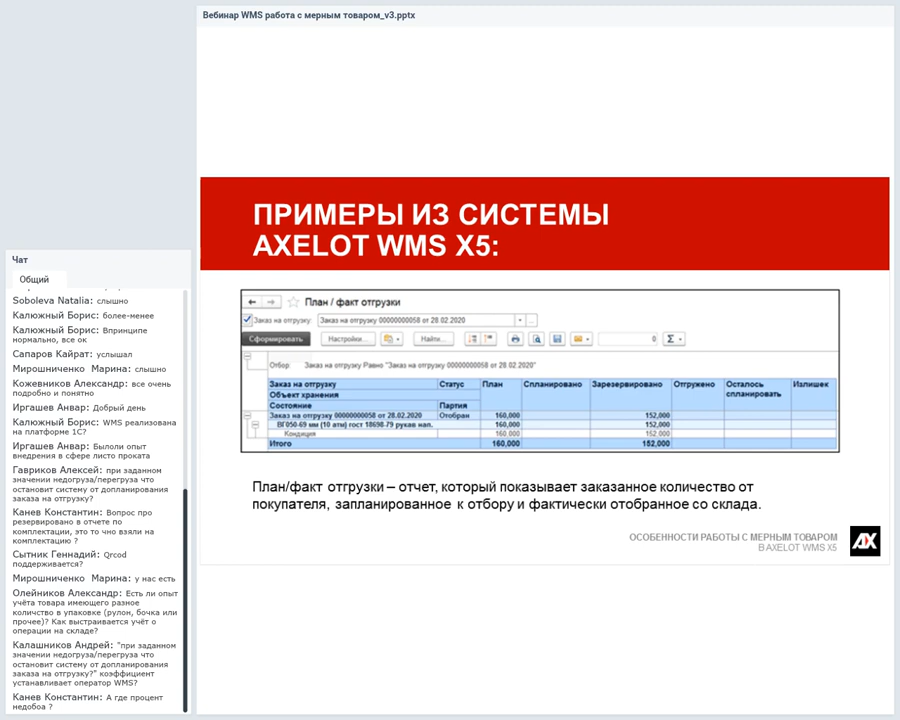 Вебинар WMS работа с мерным товаром_v3.pptx
ПРИМЕРЫ ИЗ СИСТЕМЫ
AXELOT WMS X5:
План / факт отгрузки
Заказ на отгрузку: Заказ на отгрузку 00000000058 от 28.02.2020
Сформировать Настройки... Найти... 0 Σ
Отбор: Заказ на отгрузку Равно "Заказ на отгрузку 00000000058 от 28.02.2020"
Заказ на отгрузку Статус План Спланировано Зарезервировано Отгружено Осталось спланировать Излишек
Объект хранения
Состояние Партия
Заказ на отгрузку 00000000058 от 28.02.2020 Отобран 160,000 152,000
ВГ050-69 мм (10 атм) гост 18698-79 рукав нап. 160,000 152,000
Кондиция 160,000 152,000
Итого 160,000 152,000
План/факт отгрузки – отчет, который показывает заказанное количество от
покупателя, запланированное к отбору и фактически отобранное со склада.
ОСОБЕННОСТИ РАБОТЫ С МЕРНЫМ ТОВАРОМ
В AXELOT WMS X5
AX
Чат
Общий
Soboleva Natalia: слышно
Калюжный Борис: более-менее
Калюжный Борис: Впринципе
нормально, все ок
Сапаров Кайрат: услышал
Мирошниченко Марина: слышно
Кожевников Александр: все очень
подробно и понятно
Иргашев Анвар: Добрый день
Калюжный Борис: WMS реализована
на платформе 1С?
Иргашев Анвар: Былоли опыт
внедрения в сфере листо проката
Гавриков Алексей: при заданном
значении недогруза/перегруза что
остановит систему от допланирования
заказа на отгрузку?
Канев Константин: Вопрос про
резервировано в отчете по
комплектации, это то чно взяли на
комплектацию ?
Сытник Геннадий: Qrcod
поддерживается?
Мирошниченко Марина: у нас есть
Олейников Александр: Есть ли опыт
учёта товара имеющего разное
количство в упаковке (рулон, бочка или
прочее)? Как выстраивается учёт о
операции на складе?
Калашников Андрей: "при заданном
значении недогруза/перегруза что
остановит систему от допланирования
заказа на отгрузку?" коэффициент
устанавливает оператор WMS?
Канев Константин: А где процент
недобоа ?